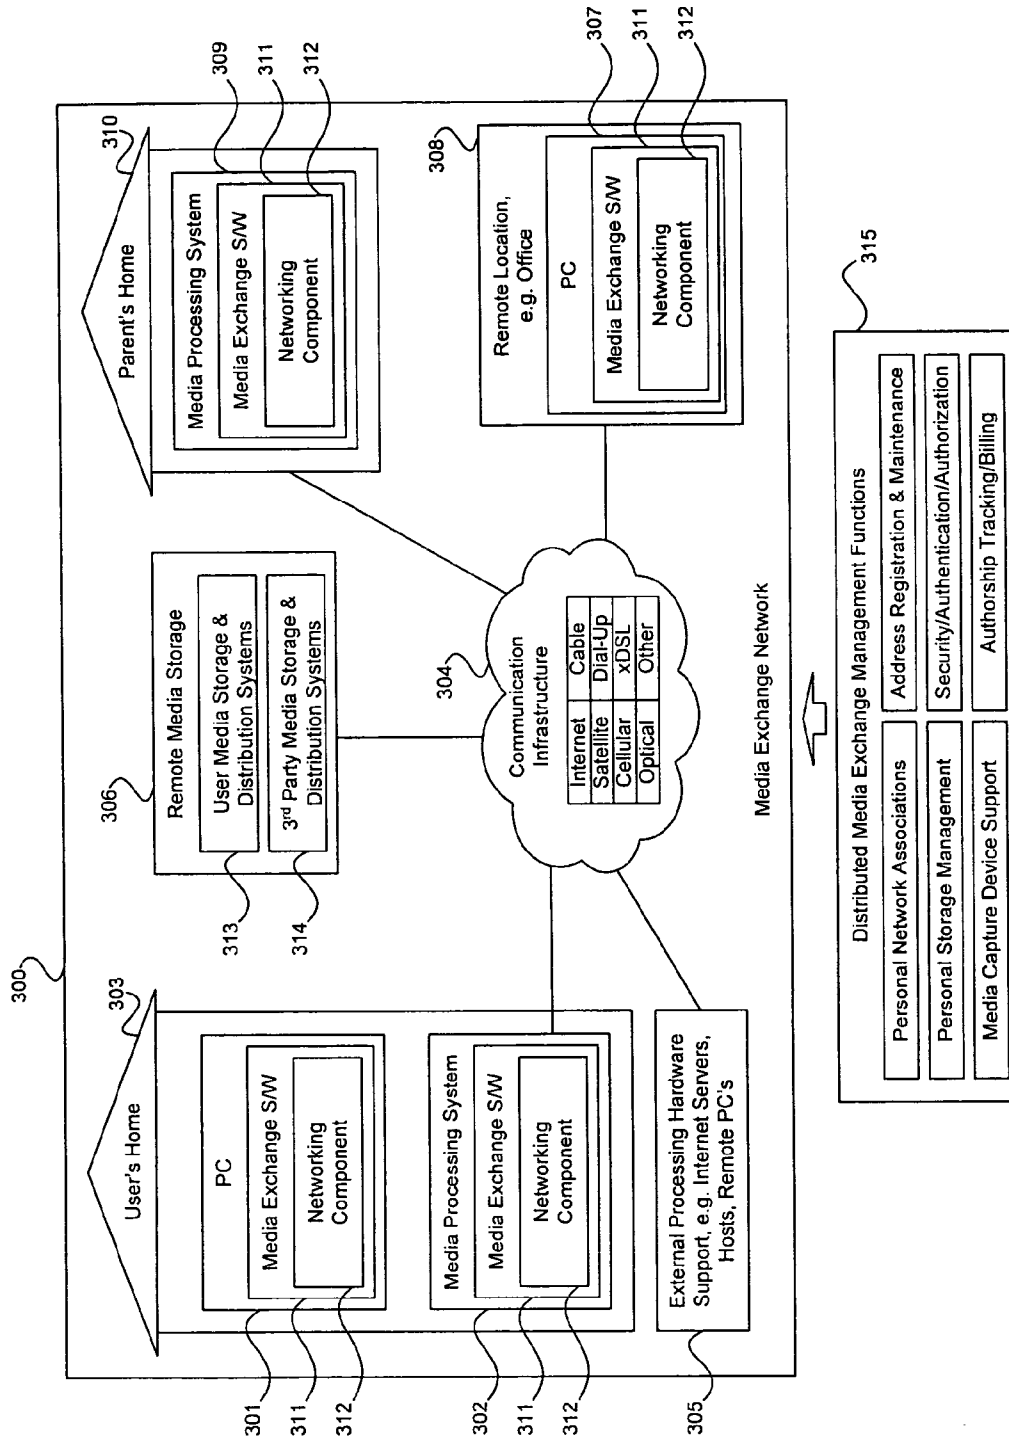 300
User's Home
303
PC
Media Exchange S/W
Networking
Component
301
311
312
Media Processing System
Media Exchange S/W
Networking
Component
302
311
312
External Processing Hardware
Support, e.g. Internet Servers,
Hosts, Remote PC's
305
306
Remote Media Storage
User Media Storage &
Distribution Systems
3rd Party Media Storage &
Distribution Systems
313
314
304
Communication
Infrastructure
Internet Cable
Satellite Dial-Up
Cellular xDSL
Optical Other
Parent's Home
310
Media Processing System
Media Exchange S/W
Networking
Component
309
311
312
308
Remote Location,
e.g. Office
PC
Media Exchange S/W
Networking
Component
307
311
312
Media Exchange Network
315
Distributed Media Exchange Management Functions
Personal Network Associations
Address Registration & Maintenance
Personal Storage Management
Security/Authentication/Authorization
Media Capture Device Support
Authorship Tracking/Billing